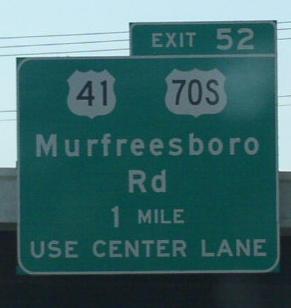 EXIT 52
41 70S
Murfreesboro
Rd
1 MILE
USE CENTER LANE